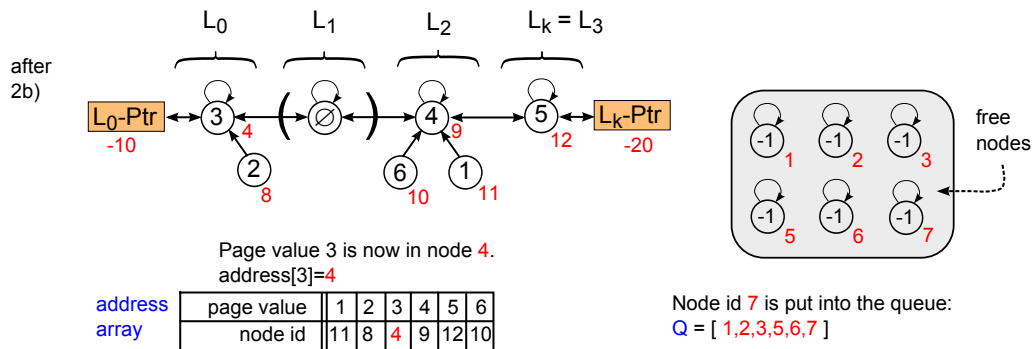 L0 L1 L2 Lk = L3
after
2b)
L0-Ptr 3 ( ∅ ) 4 5 Lk-Ptr
-10 4 9 12 -20
2 6 1
8 10 11
-1 -1 -1
1 2 3
-1 -1 -1
5 6 7
free
nodes
Page value 3 is now in node 4.
address[3]=4
address
array
page value 1 2 3 4 5 6
node id 11 8 4 9 12 10
Node id 7 is put into the queue:
Q = [ 1,2,3,5,6,7 ]